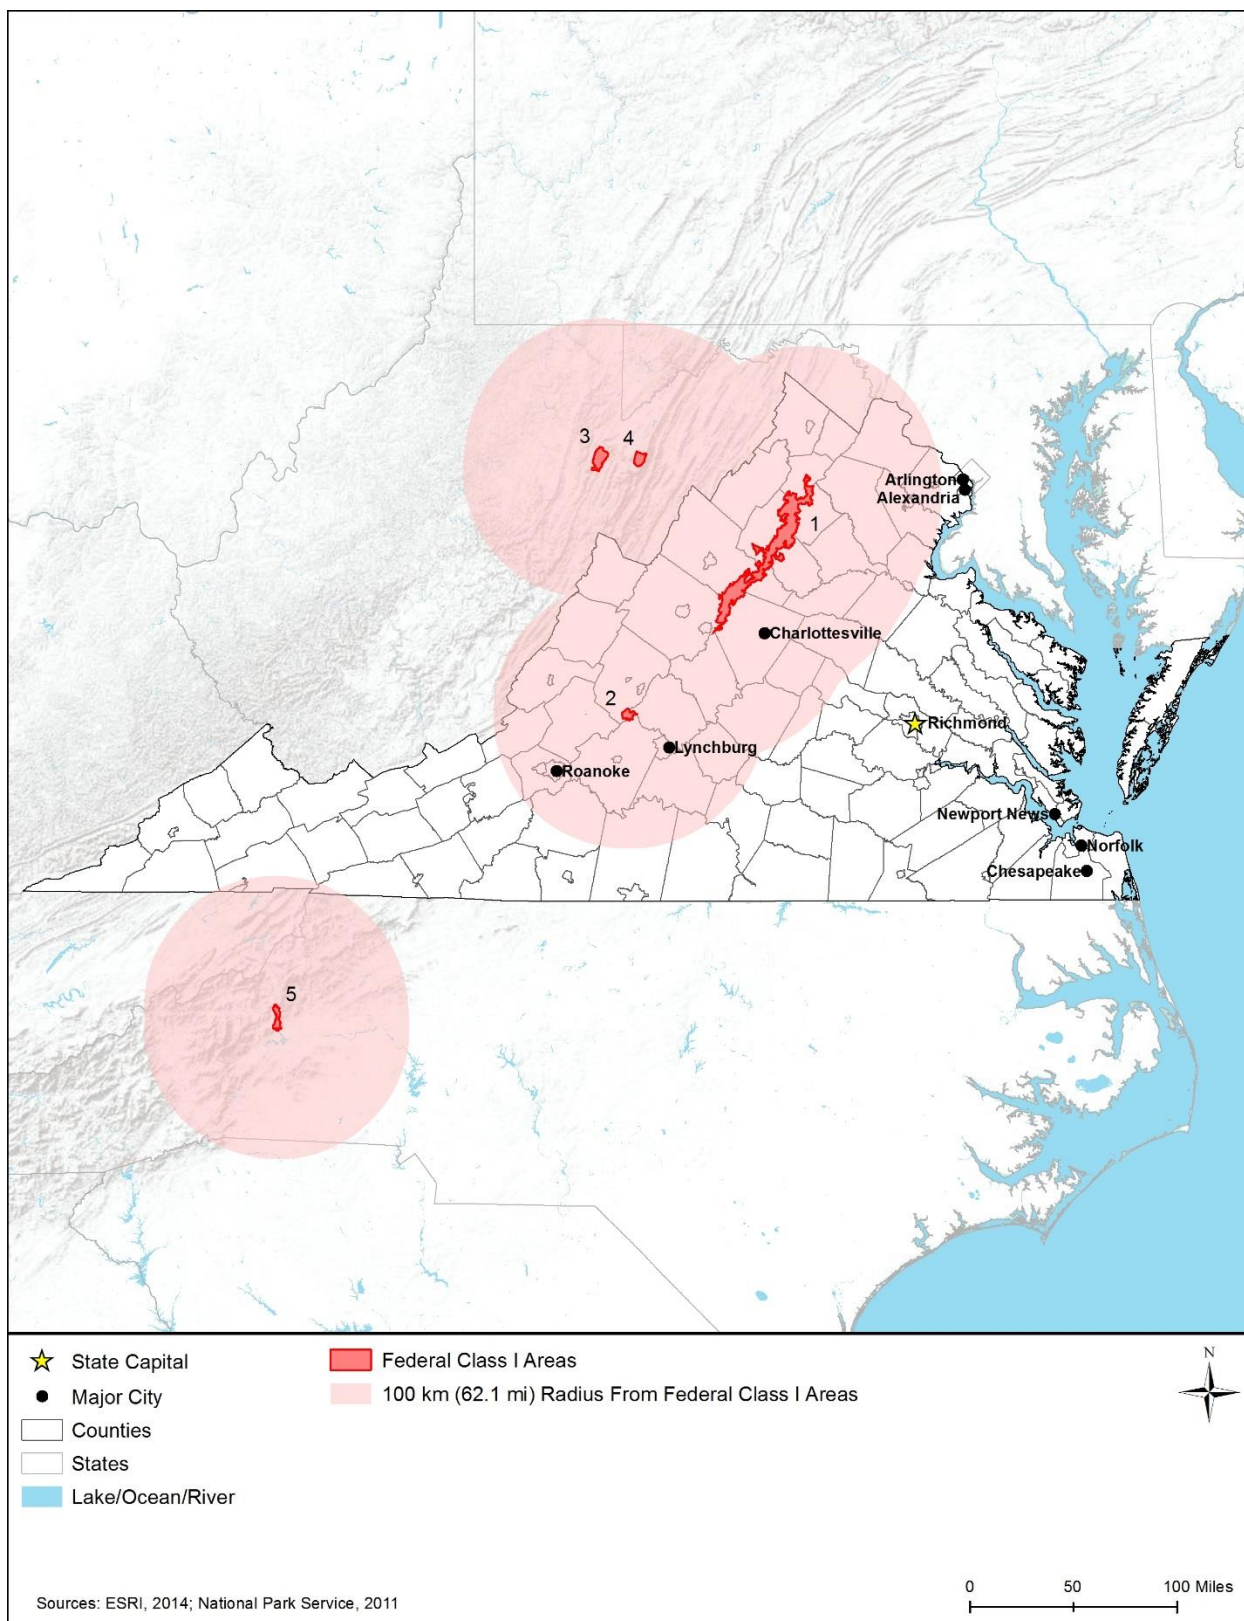 3
4
Arlington
Alexandria
1
Charlottesville
2
Richmond
Lynchburg
Roanoke
Newport News
Norfolk
Chesapeake
5
State Capital
Federal Class I Areas
N
Major City
100 km (62.1 mi) Radius From Federal Class I Areas
Counties
States
Lake/Ocean/River
0 50 100 Miles
Sources: ESRI, 2014; National Park Service, 2011